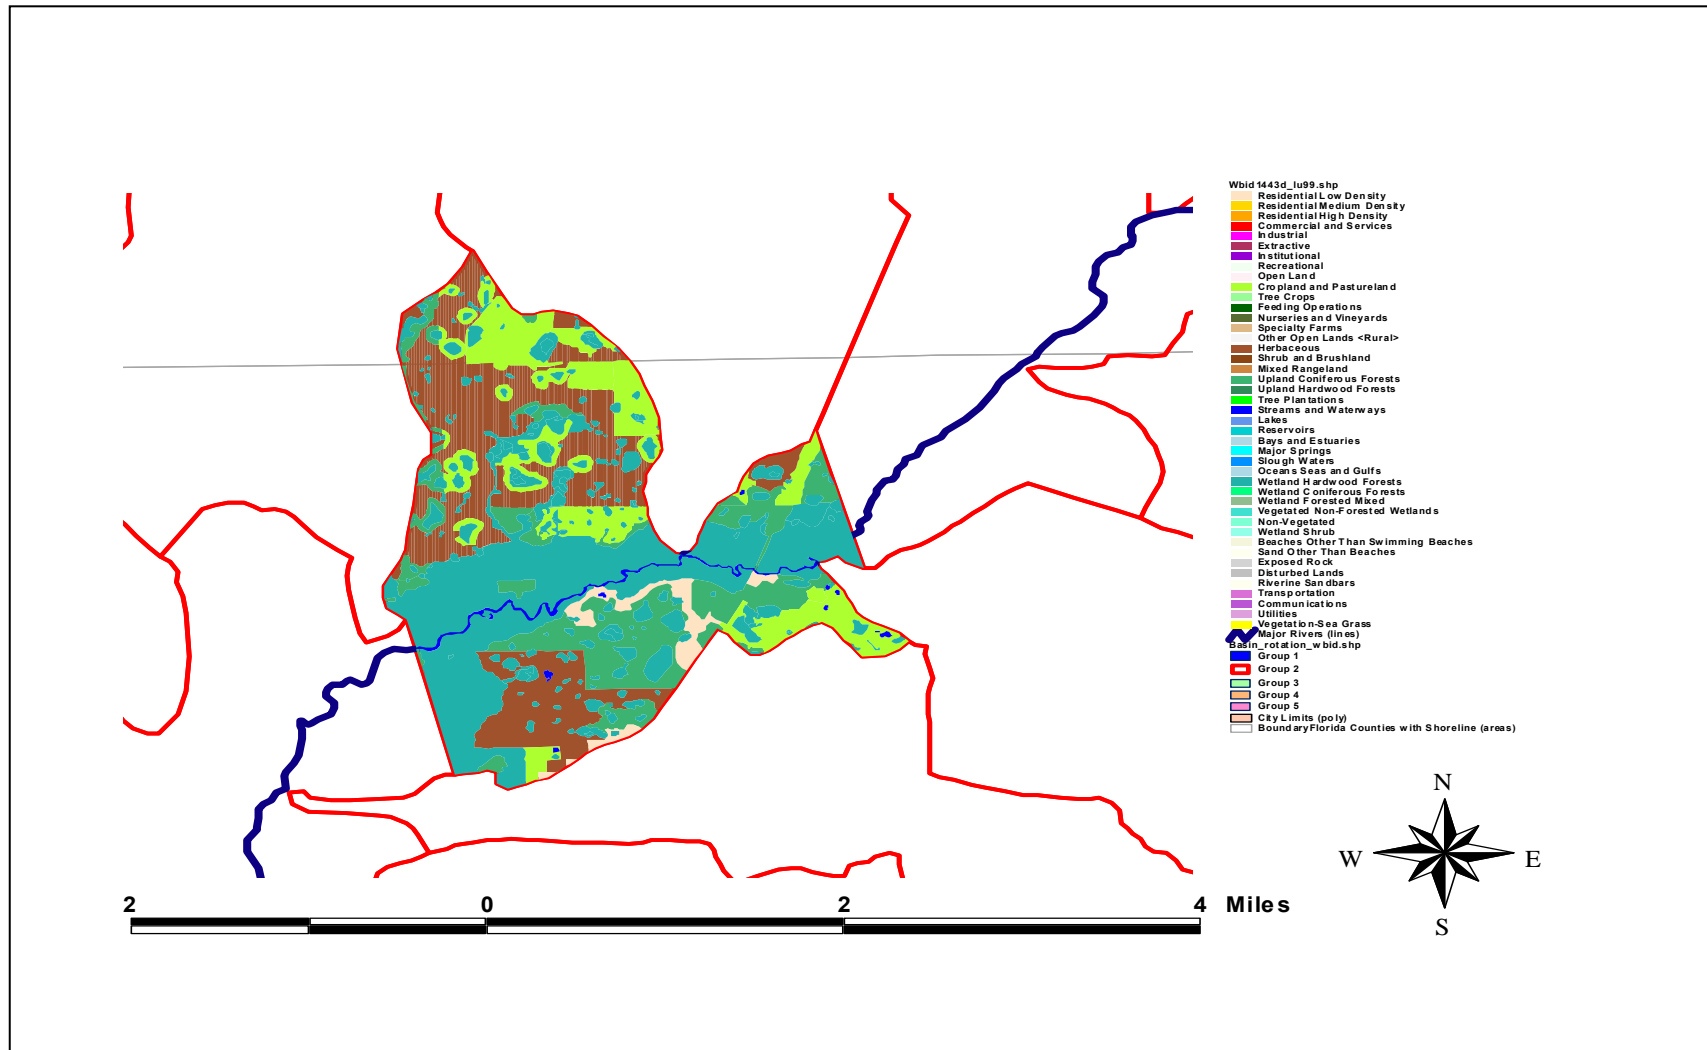 Wbid1443d_lu99.shp
Residential Low Density
Residential Medium Density
Residential High Density
Commercial and Services
Industrial
Extractive
Institutional
Recreational
Open Land
Cropland and Pastureland
Tree Crops
Feeding Operations
Nurseries and Vineyards
Specialty Farms
Other Open Lands <Rural>
Herbaceous
Shrub and Brushland
Mixed Rangeland
Upland Coniferous Forests
Upland Hardwood Forests
Tree Plantations
Streams and Waterways
Lakes
Reservoirs
Bays and Estuaries
Major Springs
Slough Waters
Oceans Seas and Gulfs
Wetland Hardwood Forests
Wetland Coniferous Forests
Wetland Forested Mixed
Vegetated Non-Forested Wetlands
Non-Vegetated
Wetland Shrub
Beaches Other Than Swimming Beaches
Sand Other Than Beaches
Exposed Rock
Disturbed Lands
Riverine Sandbars
Transportation
Communications
Utilities
Vegetation-Sea Grass
Major Rivers (lines)
Basin_rotation_wbid.shp
Group 1
Group 2
Group 3
Group 4
Group 5
City Limits (poly)
BoundaryFlorida Counties with Shoreline (areas)
N
W E
S
2 0 2 4 Miles